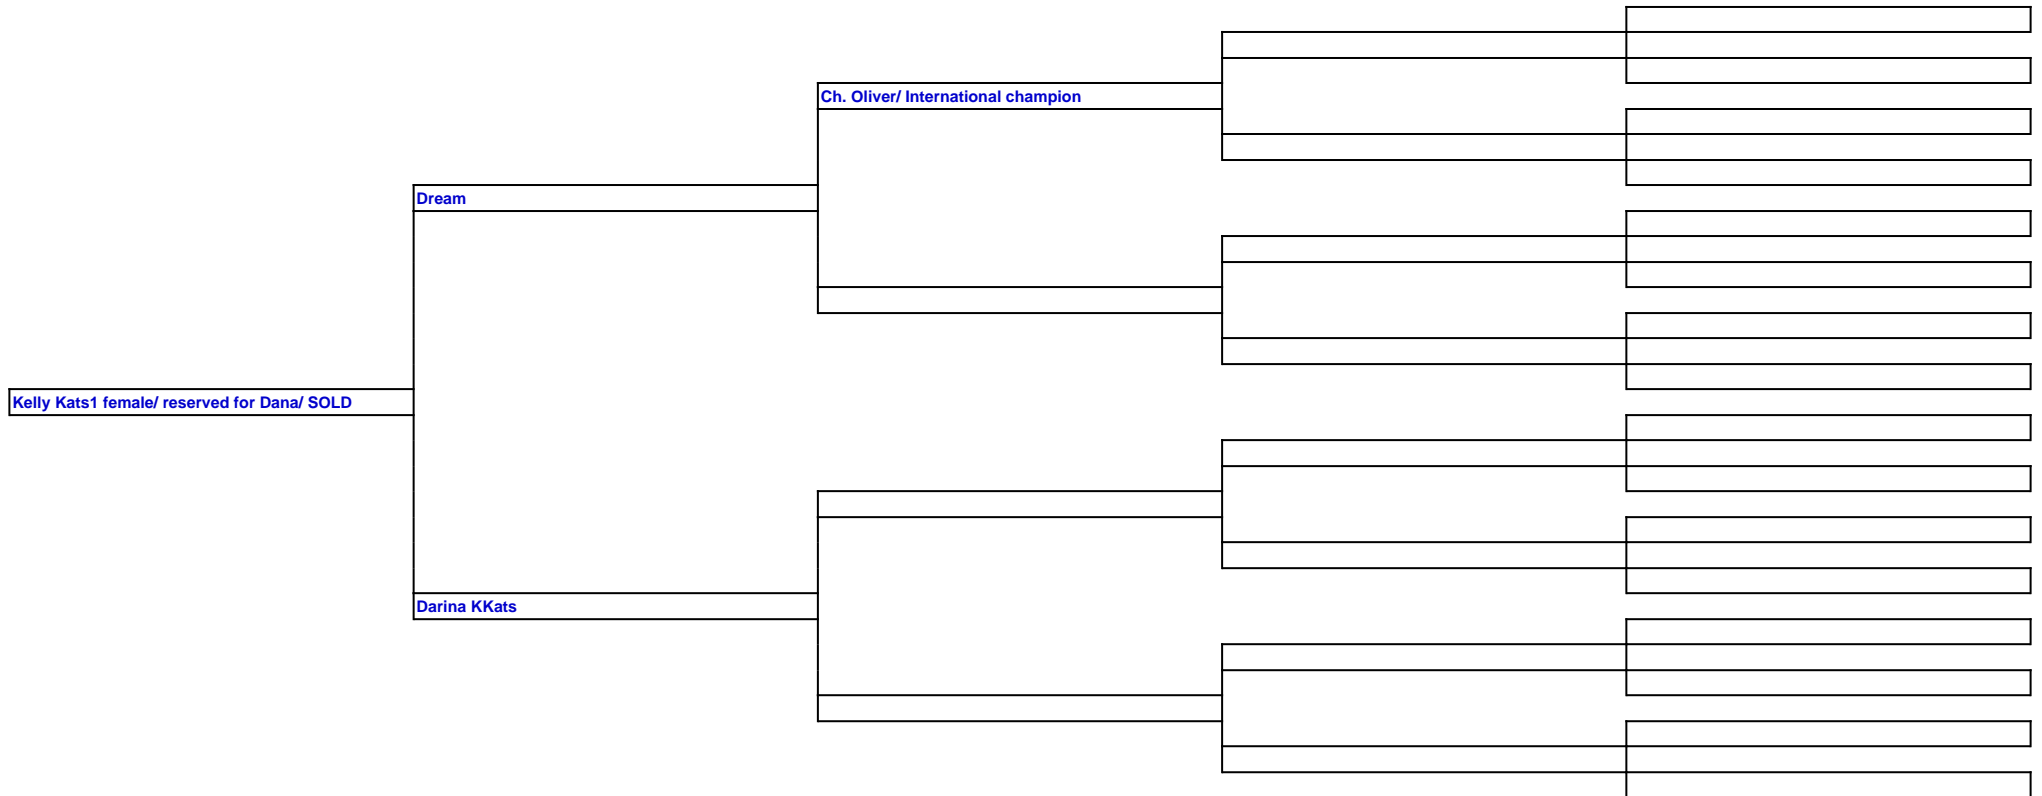 Ch. Oliver/ International champion
Dream
Kelly Kats1 female/ reserved for Dana/ SOLD
Darina KKats